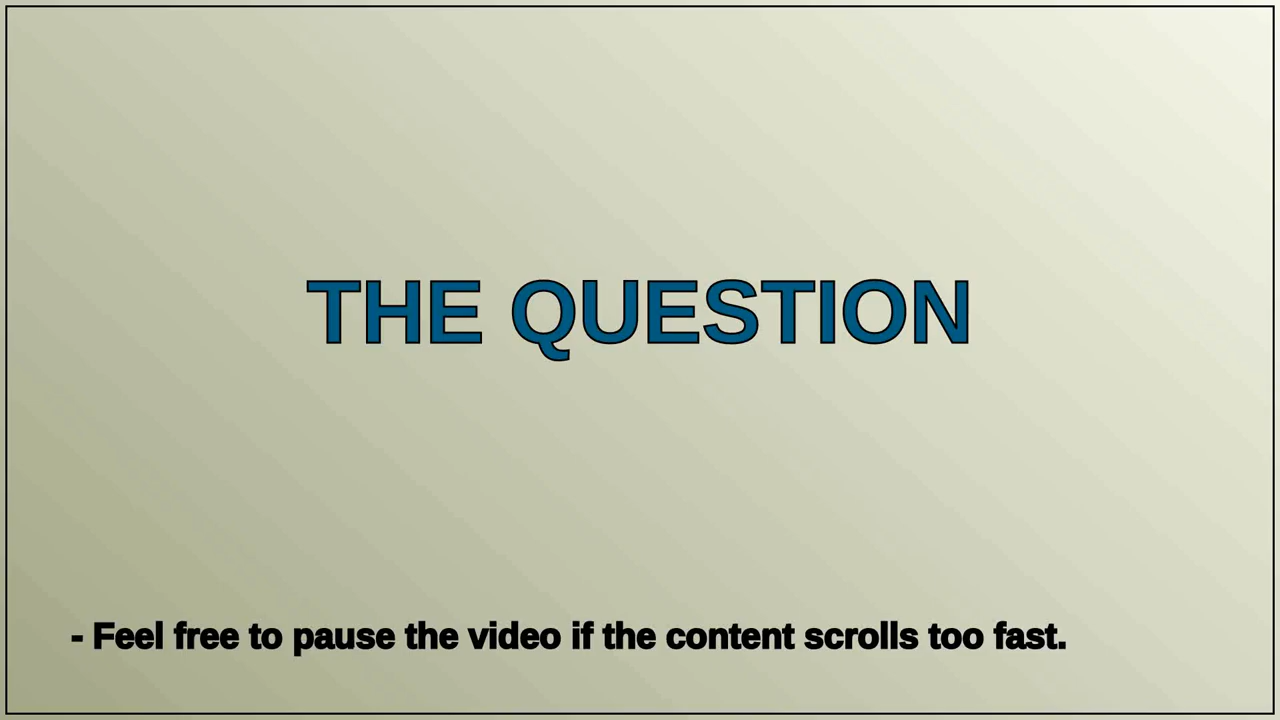 THE QUESTION
- Feel free to pause the video if the content scrolls too fast.